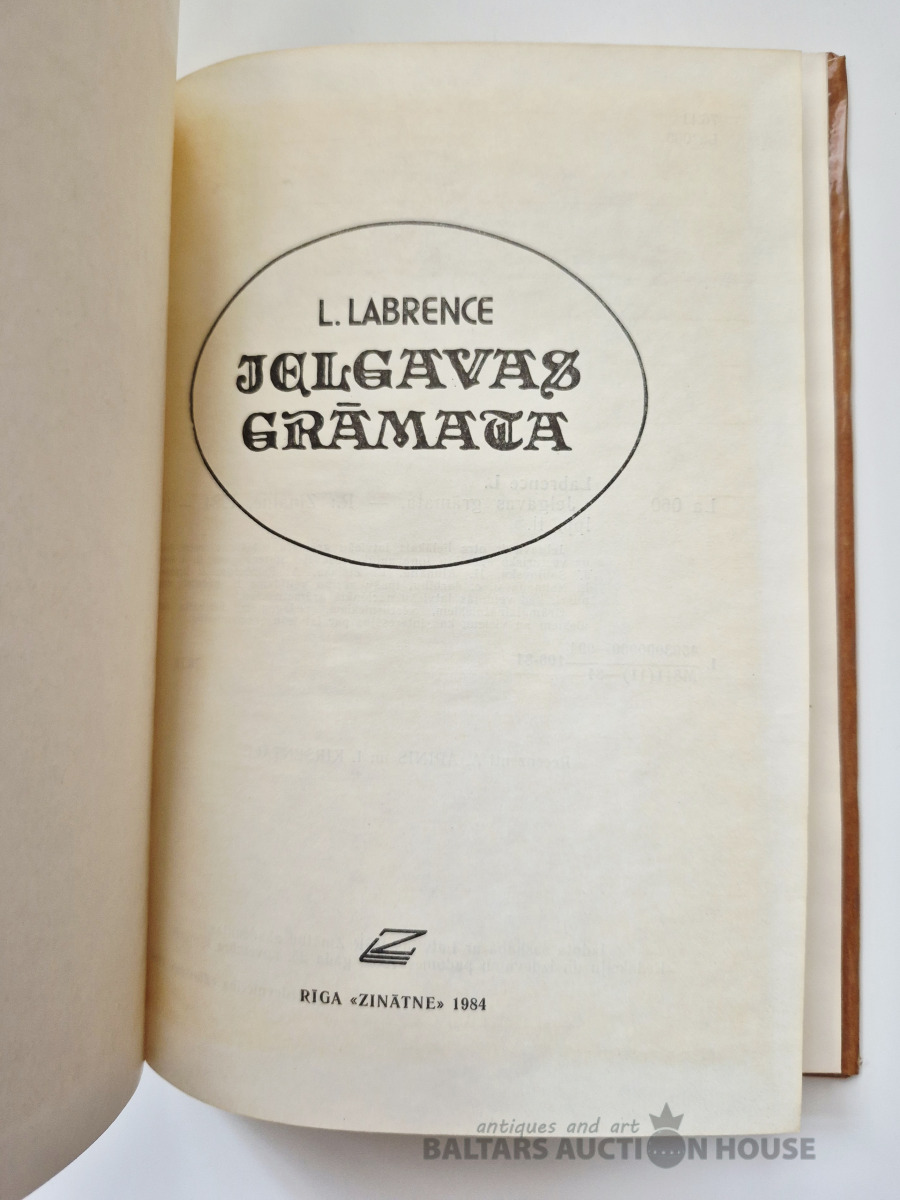 L. LABRENCE
JELGAVAS
GRĀMATA
RĪGA «ZINĀTNE» 1984
antiques and art
BALTARS AUCTION HOUSE